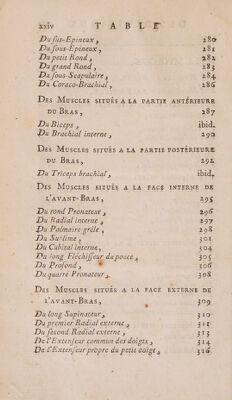 xxiv TABLE
Du sus-Epineux, 280
Du sous-Epineux, 281
Du petit Rond, 282
Du grand Rond, 283
Du sous-Scapulaire, 284
Du Coraco-Brachial, 286
Des Muscles situés a la partie antérieure
du Bras, 287
Du Biceps, ibid.
Du Brachial interne, 290
Des Muscles situés a la partie postérieure
du Bras, 292
Du Triceps brachial, ibid.
Des Muscles situés a la face interne de
l'avant-Bras, 295
Du rond Pronateur, 296
Du Radial interne, 297
Du Palmaire grêle, 298
Du Sublime, 301
Du Cubital interne, 304
Du long Fléchisseur du pouce, 305
Du Profond, 306
Du quarré Pronateur, 308
Des Muscles situés a la face externe de
l'avant-Bras, 309
Du long Supinateur, 310
Du premier Radial externe, 311
Du second Radial externe, 313
De l'Extenseur commun des doigts, 314
De l'Extenseur propre du petit doigt, 316